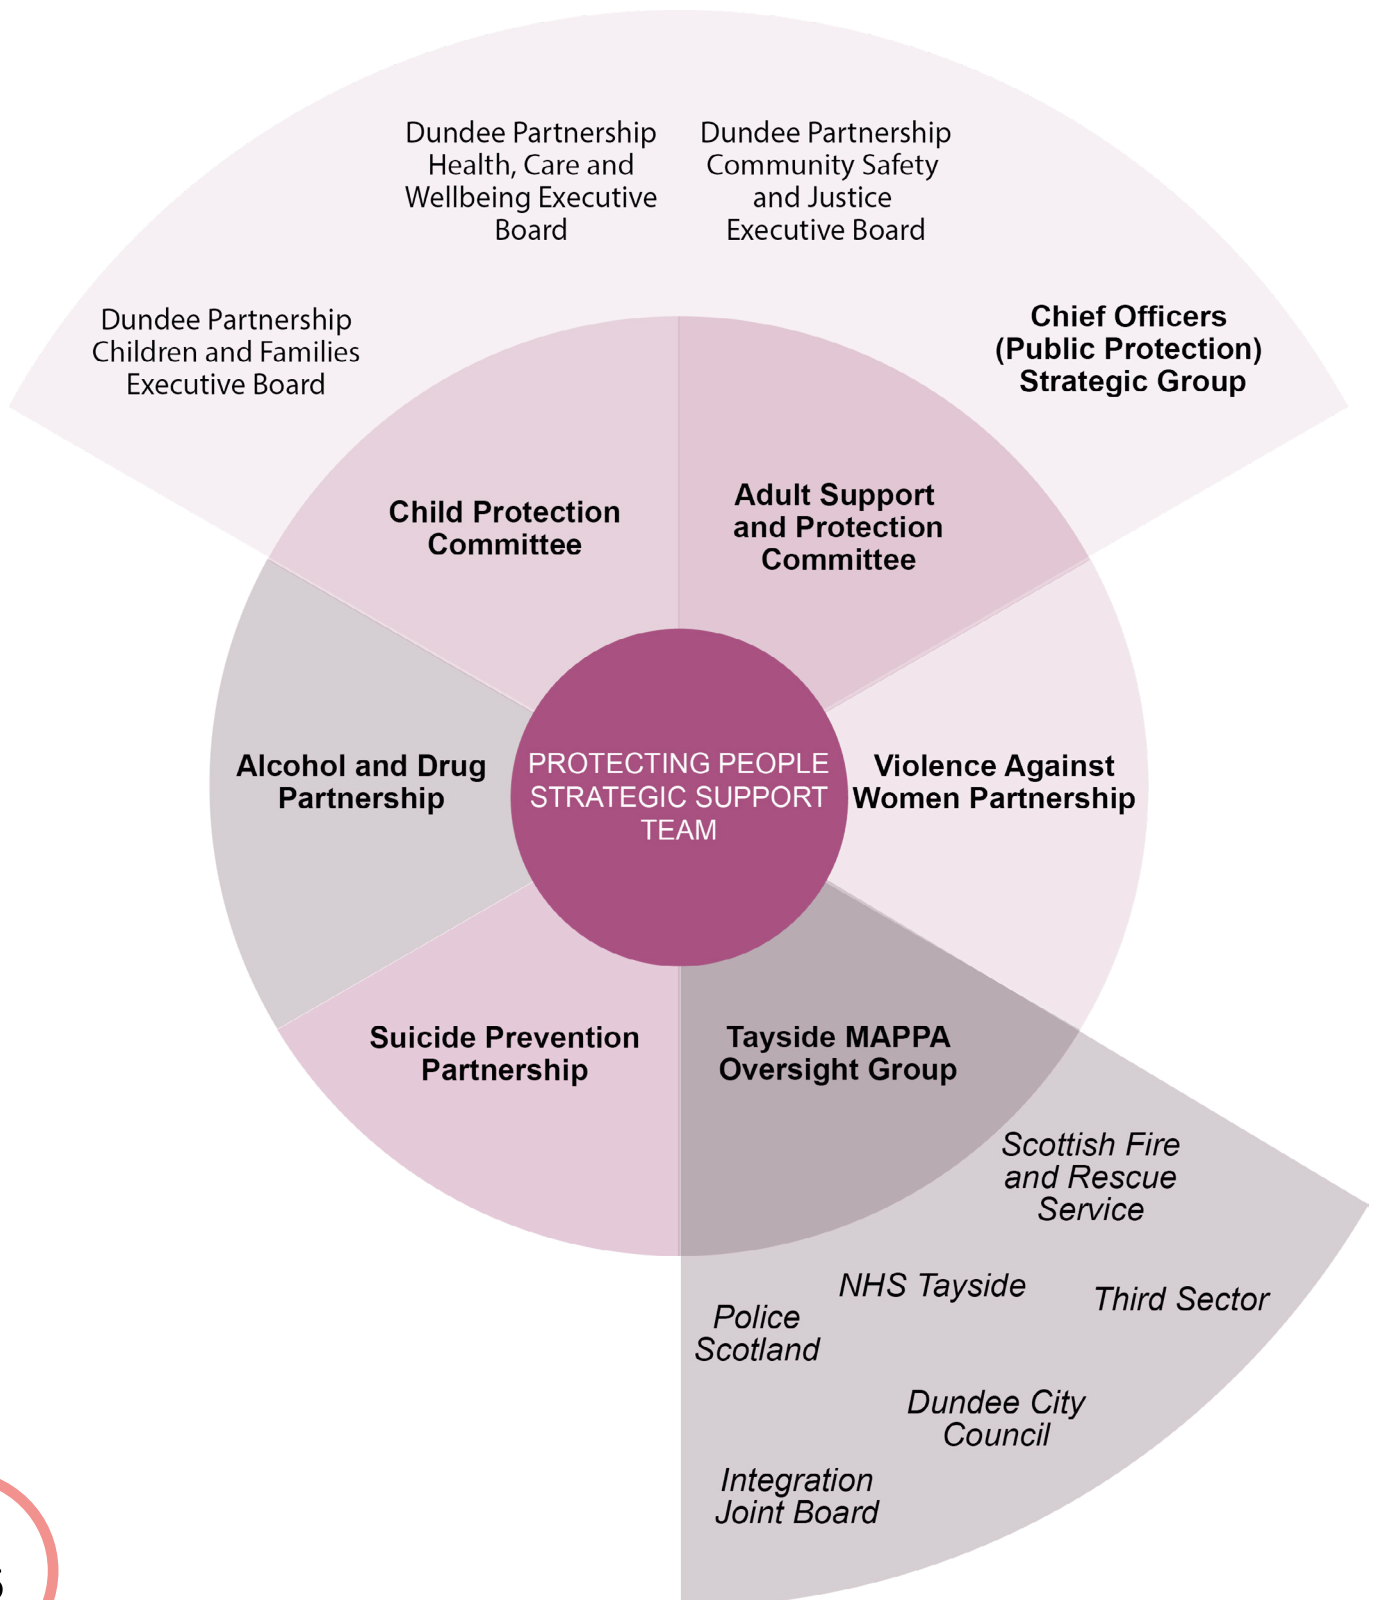 Dundee Partnership
Health, Care and
Wellbeing Executive
Board
Dundee Partnership
Community Safety
and Justice
Executive Board
Dundee Partnership
Children and Families
Executive Board
Chief Officers
(Public Protection)
Strategic Group
Child Protection
Committee
Adult Support
and Protection
Committee
Alcohol and Drug
Partnership
PROTECTING PEOPLE
STRATEGIC SUPPORT
TEAM
Violence Against
Women Partnership
Suicide Prevention
Partnership
Tayside MAPPA
Oversight Group
Scottish Fire
and Rescue
Service
NHS Tayside
Third Sector
Police
Scotland
Dundee City
Council
Integration
Joint Board